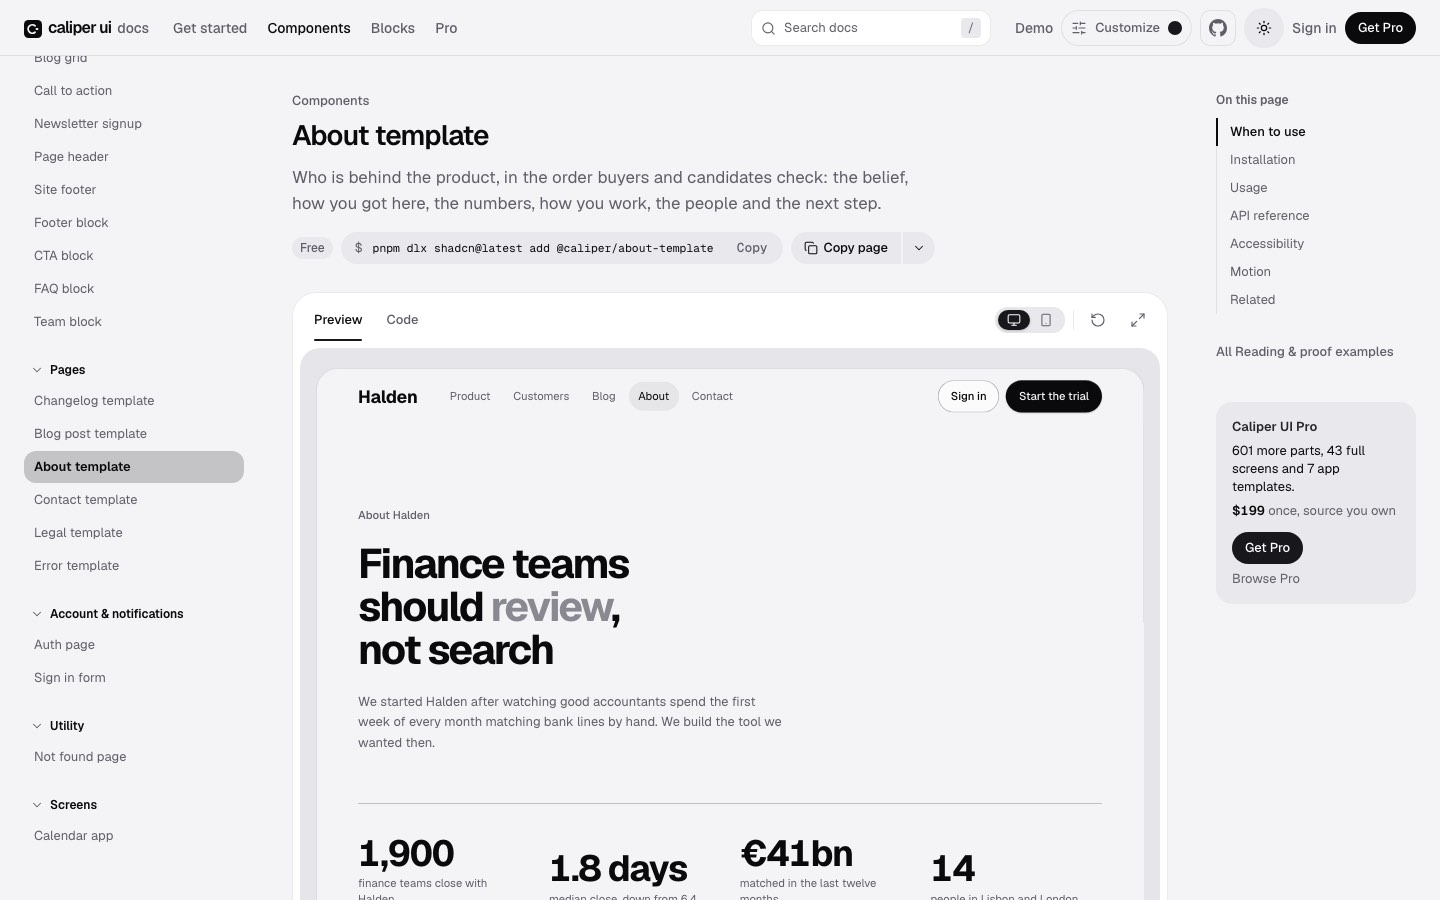 caliper ui docs
Get started
Components
Blocks
Pro
Search docs
/
Demo
Customize
Sign in
Get Pro
Blog grid
Call to action
Newsletter signup
Page header
Site footer
Footer block
CTA block
FAQ block
Team block
Pages
Changelog template
Blog post template
About template
Contact template
Legal template
Error template
Account & notifications
Auth page
Sign in form
Utility
Not found page
Screens
Calendar app
Components
About template
Who is behind the product, in the order buyers and candidates check: the belief,
how you got here, the numbers, how you work, the people and the next step.
Free
$ pnpm dlx shadcn@latest add @caliper/about-template
Copy
Copy page
Preview
Code
Halden
Product
Customers
Blog
About
Contact
Sign in
Start the trial
About Halden
Finance teams
should review,
not search
We started Halden after watching good accountants spend the first
week of every month matching bank lines by hand. We build the tool we
wanted then.
1,900
finance teams close with
Halden
1.8 days
median close, down from 6.4
€41bn
matched in the last twelve
months
14
people in Lisbon and London
On this page
When to use
Installation
Usage
API reference
Accessibility
Motion
Related
All Reading & proof examples
Caliper UI Pro
601 more parts, 43 full
screens and 7 app
templates.
$199 once, source you own
Get Pro
Browse Pro